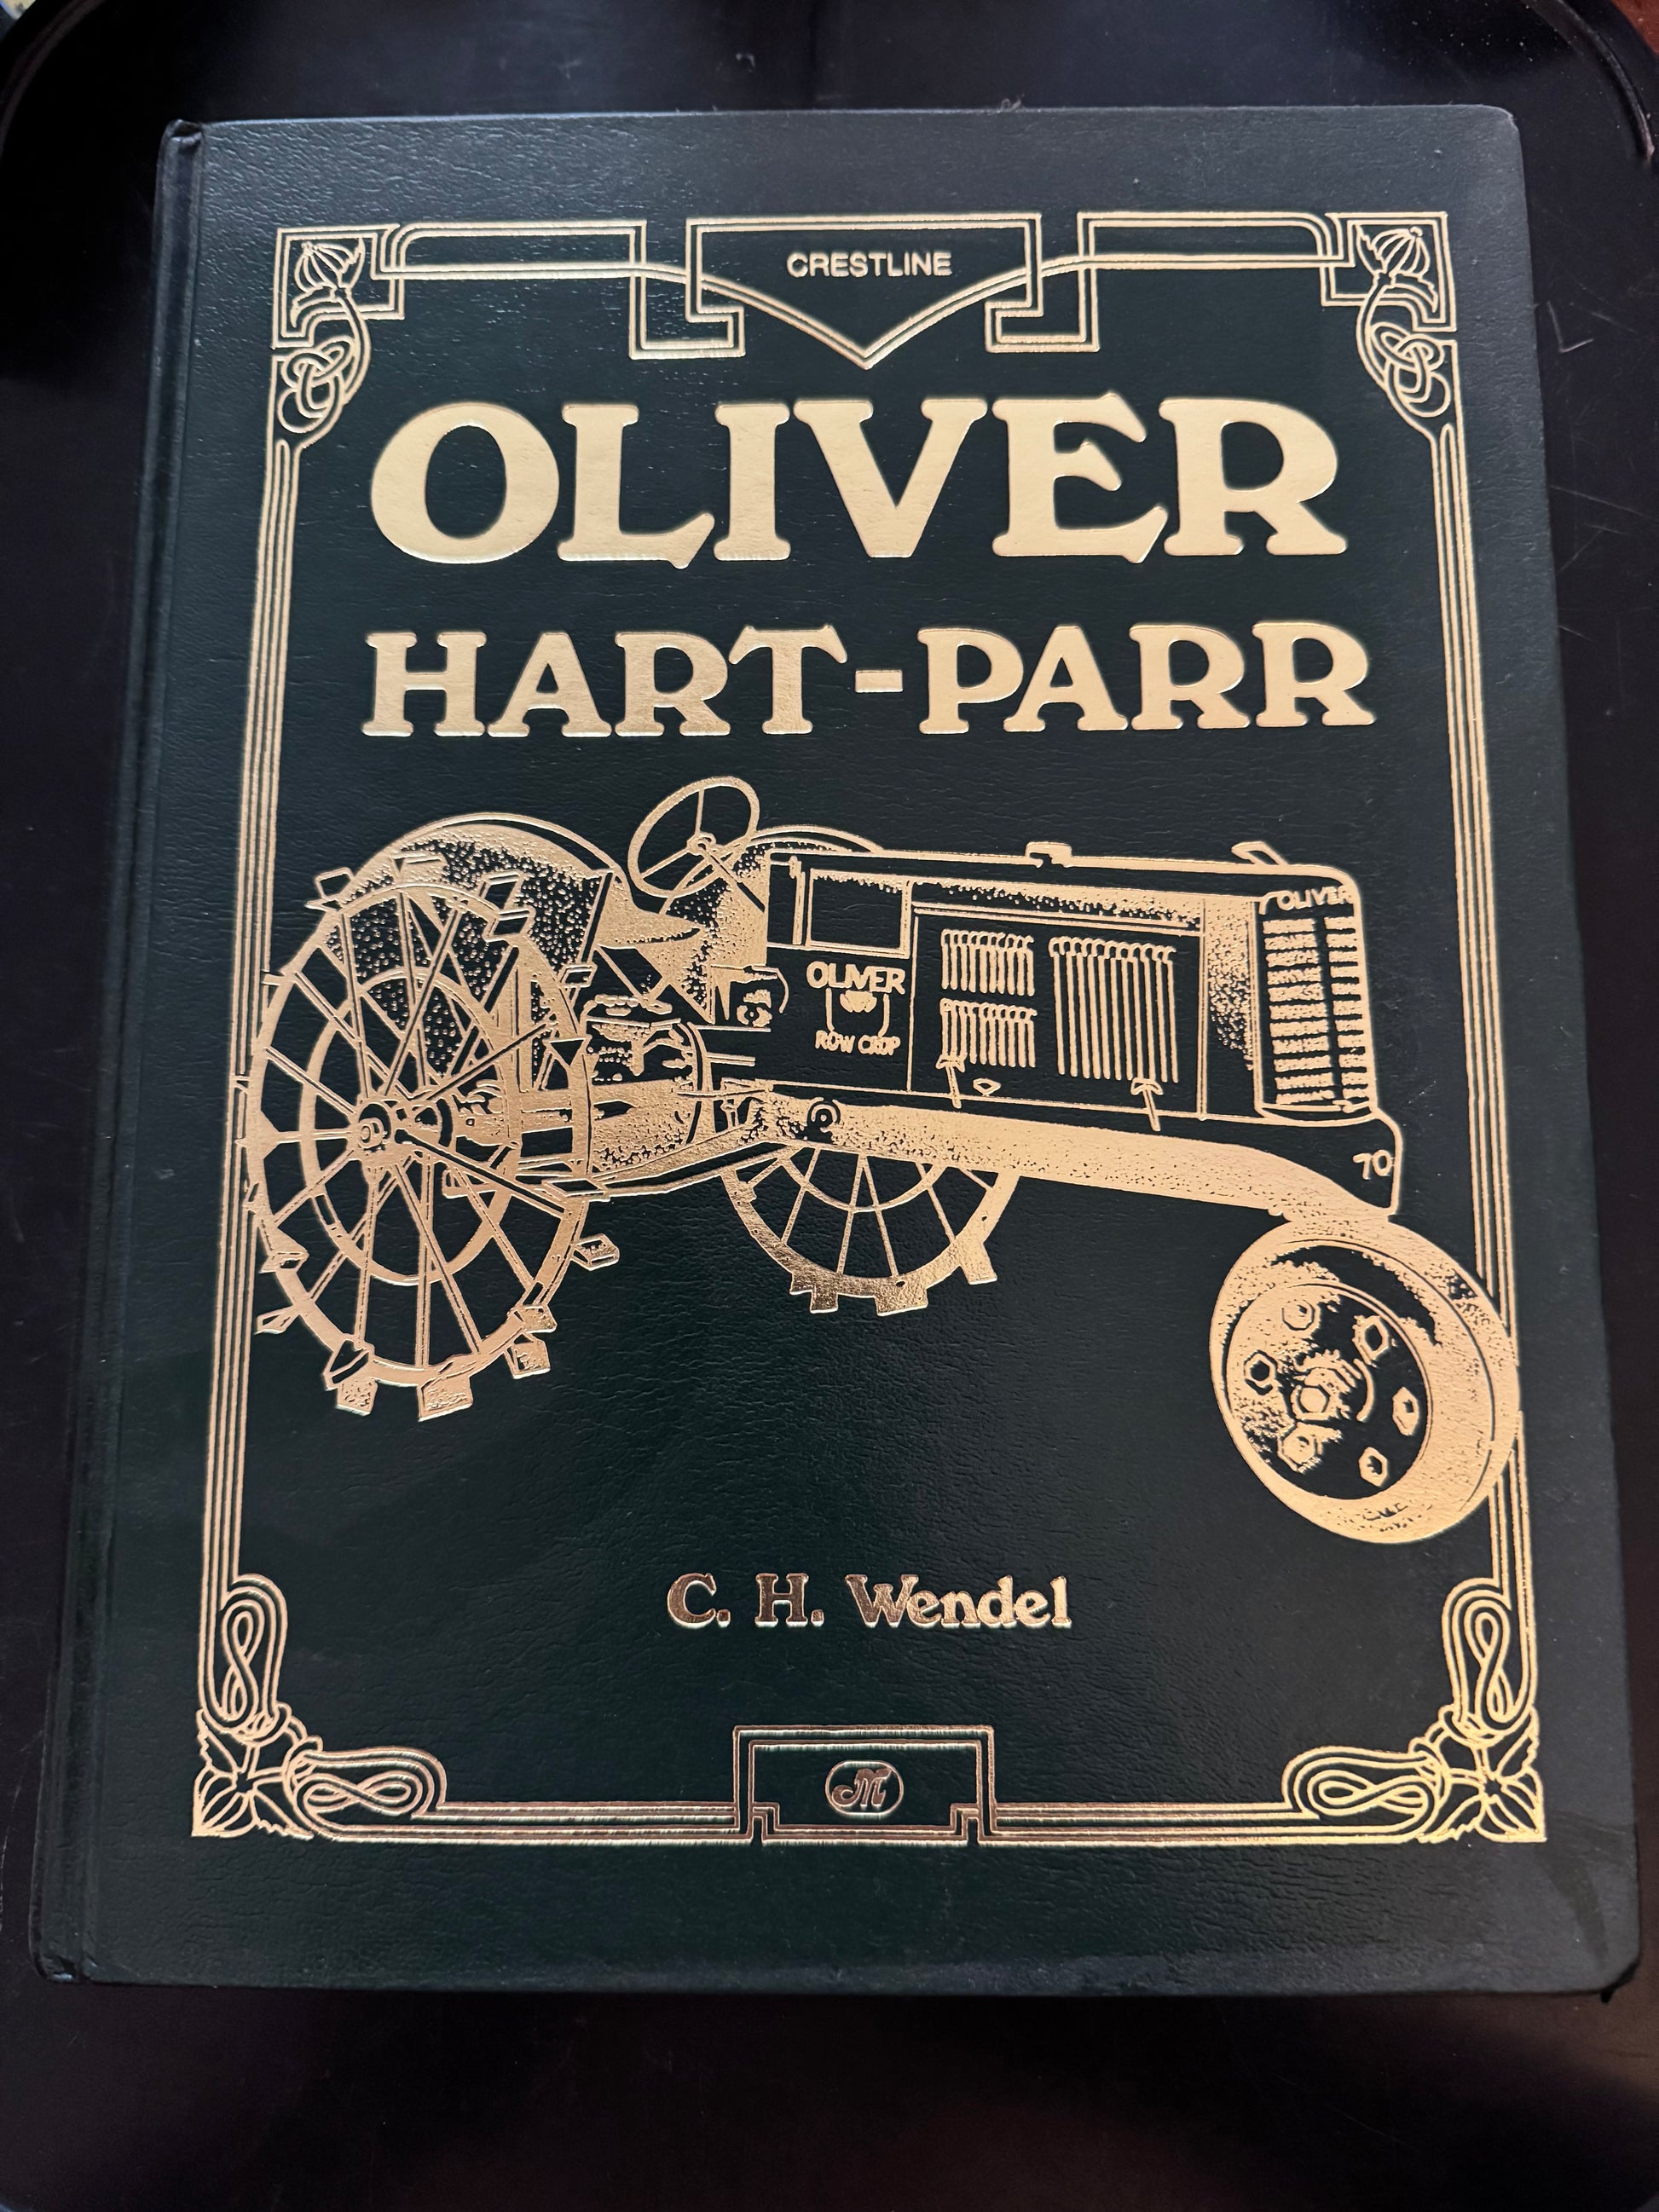 CRESTLINE
OLIVER
HART-PARR
OLIVER
OLIVER
ROW CROP
70
C. H. Wendel
M